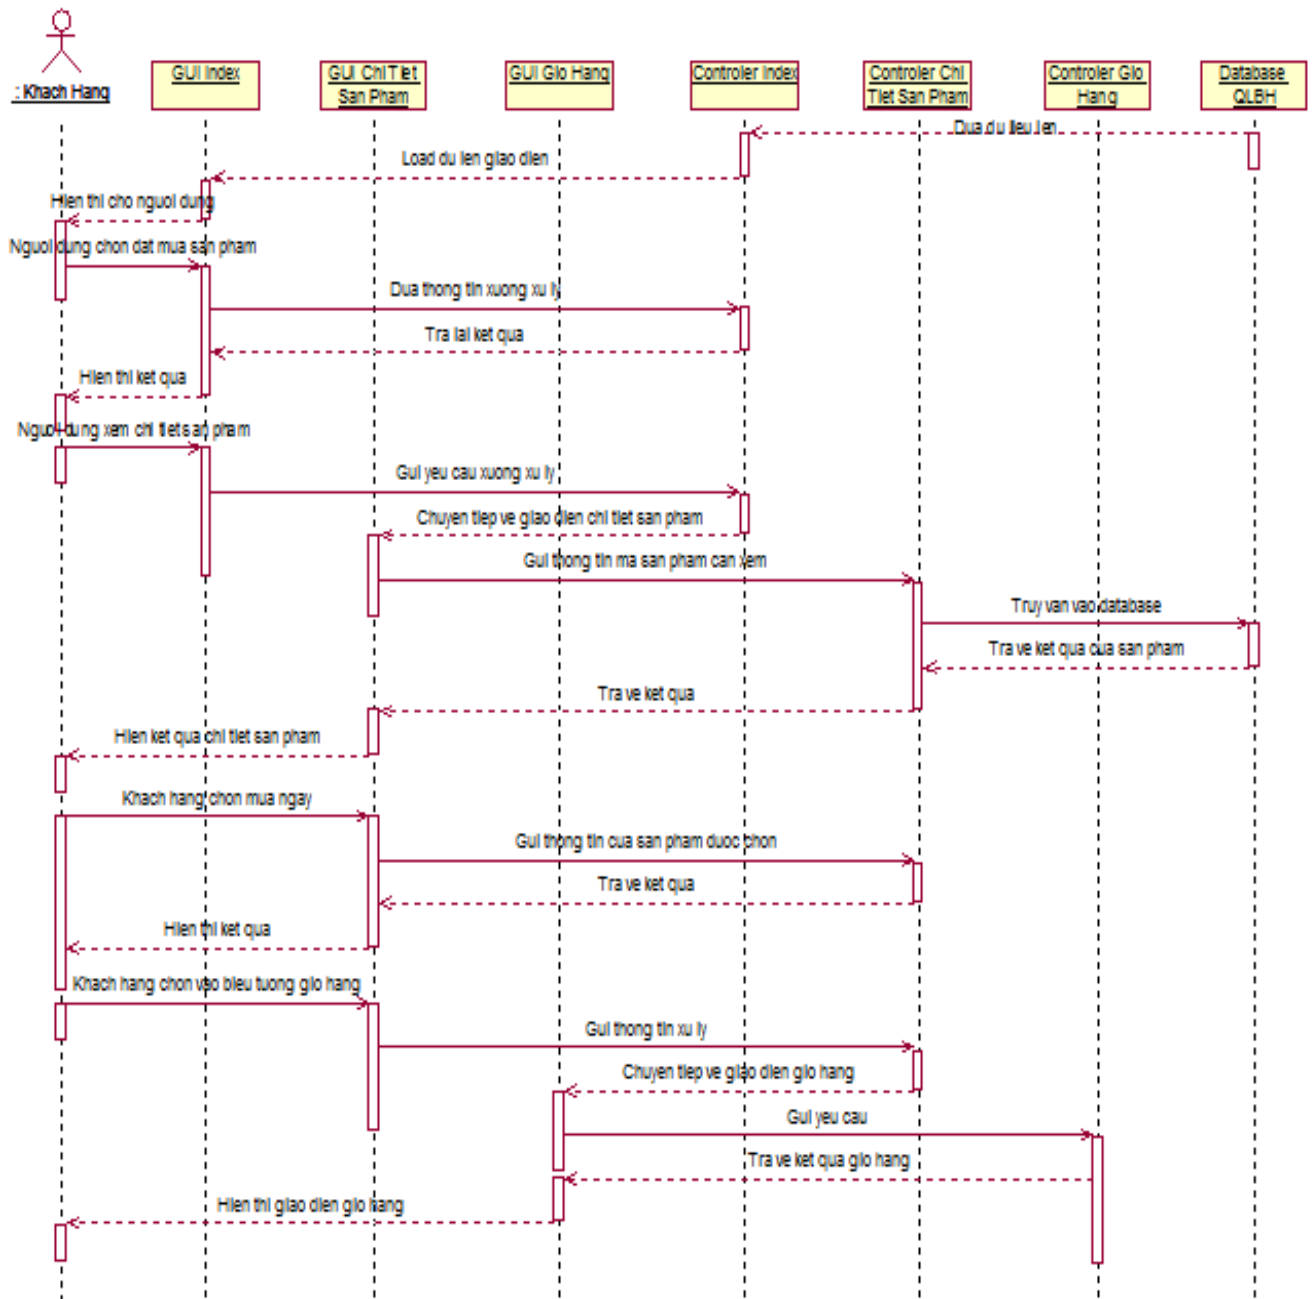 : Khach Hang
GUI Index
GUI Chi Tiet
San Pham
GUI Gio Hang
Controler Index
Controler Chi
Tiet San Pham
Controler Gio
Hang
Database
QLBH
Dua du lieu len
Load du len giao dien
Hien thi cho nguoi dung
Nguoi dung chon dat mua san pham
Dua thong tin xuong xu ly
Tra lai ket qua
Hien thi ket qua
Nguoi dung xem chi tiet san pham
Gui yeu cau xuong xu ly
Chuyen tiep ve giao dien chi tiet san pham
Gui thong tin ma san pham can xem
Truy van vao database
Tra ve ket qua cua san pham
Tra ve ket qua
Hien ket qua chi tiet san pham
Khach hang chon mua ngay
Gui thong tin cua san pham duoc chon
Tra ve ket qua
Hien thi ket qua
Khach hang chon vao bieu tuong gio hang
Gui thong tin xu ly
Chuyen tiep ve giao dien gio hang
Gui yeu cau
Tra ve ket qua gio hang
Hien thi giao dien gio hang